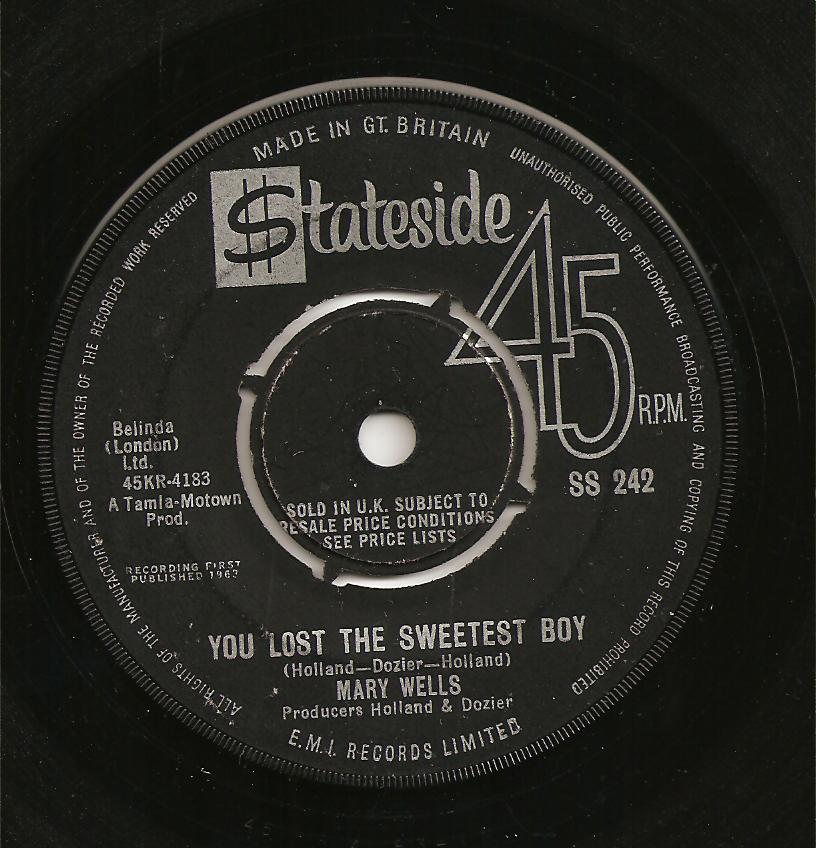 MADE IN GT. BRITAIN
UNAUTHORISED PUBLIC PERFORMANCE BROADCASTING AND COPYING OF THIS RECORD PROHIBITED
ALL RIGHTS OF THE MANUFACTURER AND OF THE OWNER OF THE RECORDED WORK RESERVED
Stateside
45
R.P.M.
SS 242
Belinda
(London)
Ltd.
45KR-4183
A Tamla-Motown
Prod.
SOLD IN U.K. SUBJECT TO
RESALE PRICE CONDITIONS
SEE PRICE LISTS
RECORDING FIRST
PUBLISHED 1963
YOU LOST THE SWEETEST BOY
(Holland—Dozier—Holland)
MARY WELLS
Producers Holland & Dozier
E.M.I. RECORDS LIMITED